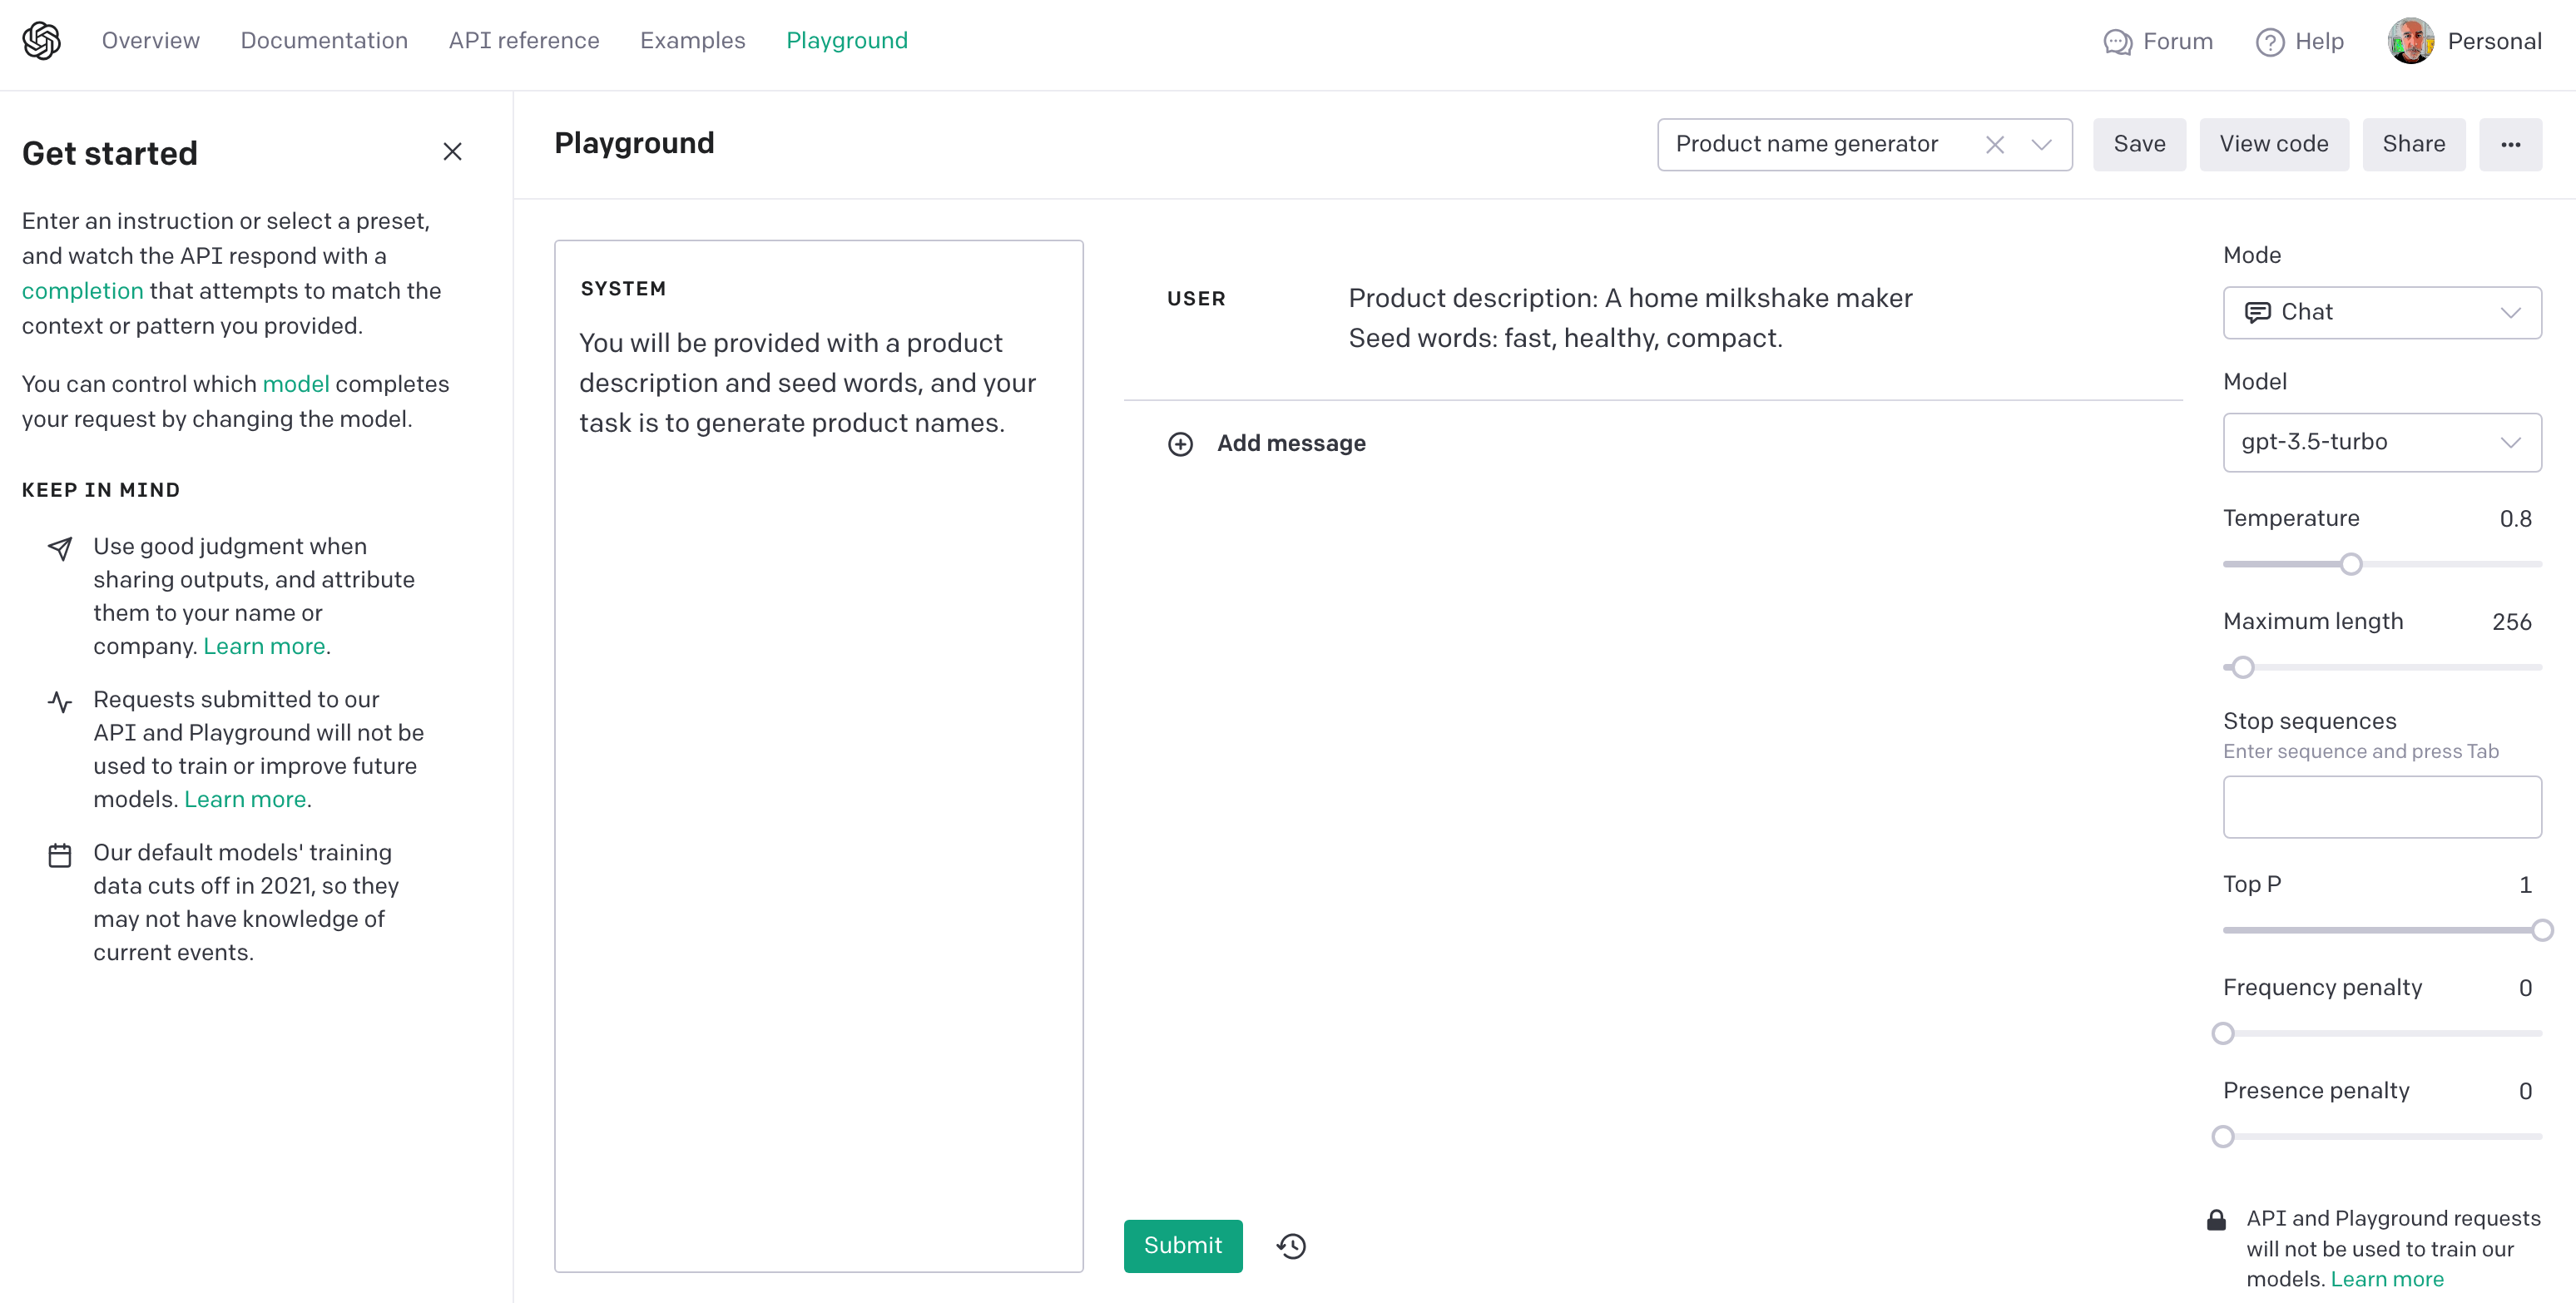 Overview Documentation API reference Examples Playground Forum Help Personal
Get started
Enter an instruction or select a preset,
and watch the API respond with a
completion that attempts to match the
context or pattern you provided.
You can control which model completes
your request by changing the model.
KEEP IN MIND
Use good judgment when
sharing outputs, and attribute
them to your name or
company. Learn more.
Requests submitted to our
API and Playground will not be
used to train or improve future
models. Learn more.
Our default models' training
data cuts off in 2021, so they
may not have knowledge of
current events.
Playground
Product name generator
Save
View code
Share
SYSTEM
You will be provided with a product
description and seed words, and your
task is to generate product names.
USER
Product description: A home milkshake maker
Seed words: fast, healthy, compact.
Add message
Submit
Mode
Chat
Model
gpt-3.5-turbo
Temperature 0.8
Maximum length 256
Stop sequences
Enter sequence and press Tab
Top P 1
Frequency penalty 0
Presence penalty 0
API and Playground requests
will not be used to train our
models. Learn more